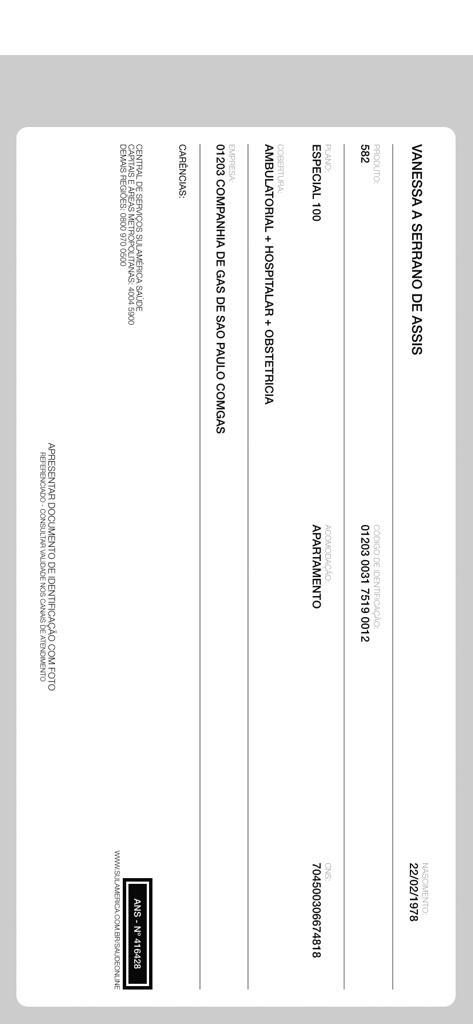 VANESSA A SERRANO DE ASSIS
NASCIMENTO:
22/02/1978
PRODUTO:
582
CÓDIGO DE IDENTIFICAÇÃO:
01203 0031 7519 0012
PLANO:
ESPECIAL 100
ACOMODAÇÃO:
APARTAMENTO
CNS:
704500306674818
COBERTURA:
AMBULATORIAL + HOSPITALAR + OBSTETRICIA
EMPRESA:
01203 COMPANHIA DE GAS DE SAO PAULO COMGAS
CARÊNCIAS:
CENTRAL DE SERVIÇOS SULAMÉRICA SAÚDE
CAPITAIS E ÁREAS METROPOLITANAS: 4004 5900
DEMAIS REGIÕES: 0800 970 0500
ANS - Nº 416428
WWW.SULAMERICA.COM.BR/SAUDEONLINE
APRESENTAR DOCUMENTO DE IDENTIFICAÇÃO COM FOTO
REFERENCIADO - CONSULTAR VALIDADE NOS CANAIS DE ATENDIMENTO